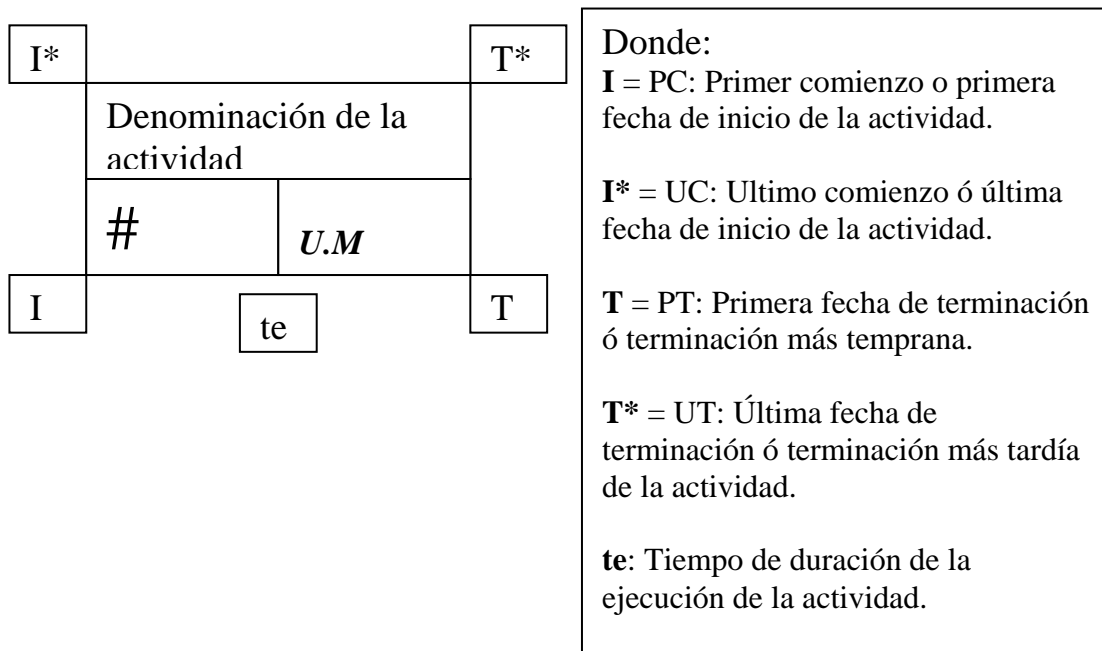 I*
T*
Denominación de la
actividad
#
U.M
I
te
T
Donde:
I = PC: Primer comienzo o primera
fecha de inicio de la actividad.
I* = UC: Ultimo comienzo ó última
fecha de inicio de la actividad.
T = PT: Primera fecha de terminación
ó terminación más temprana.
T* = UT: Última fecha de
terminación ó terminación más tardía
de la actividad.
te: Tiempo de duración de la
ejecución de la actividad.